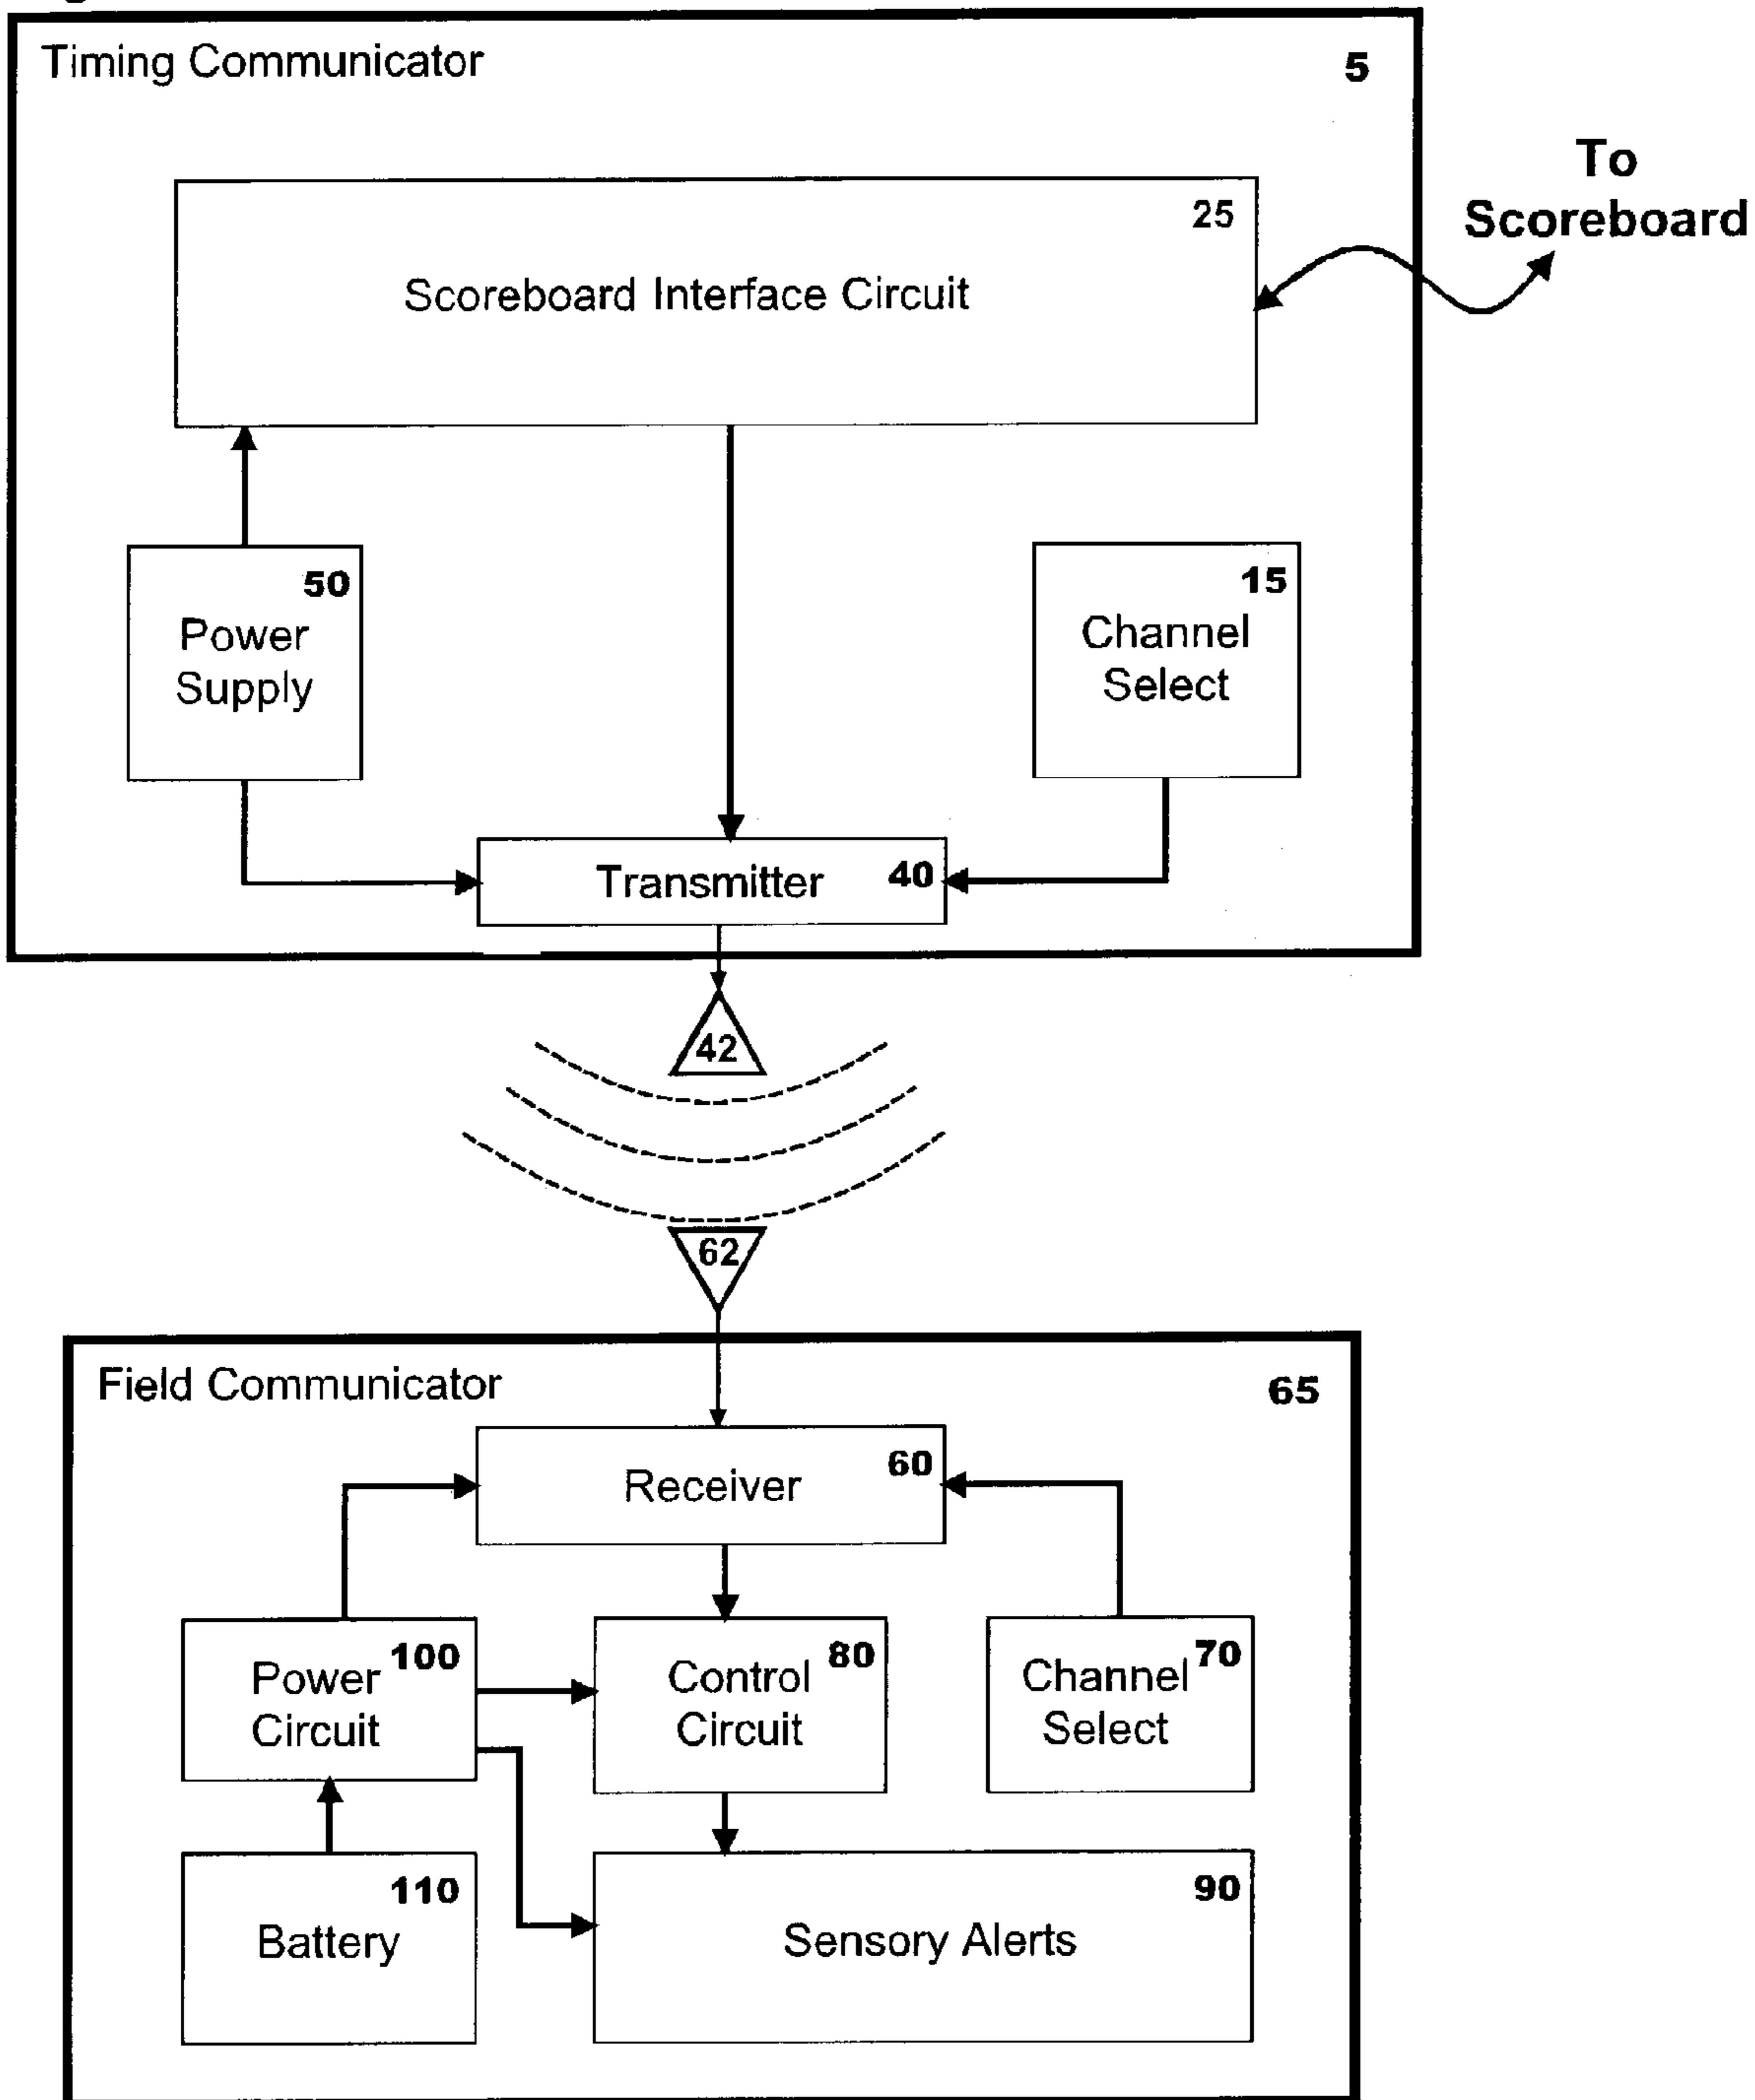 Timing Communicator 5
To
Scoreboard
25
Scoreboard Interface Circuit
50
Power
Supply
15
Channel
Select
Transmitter 40
42
62
Field Communicator 65
Receiver 60
Power 100
Circuit
Control 80
Circuit
Channel 70
Select
110
Battery
90
Sensory Alerts